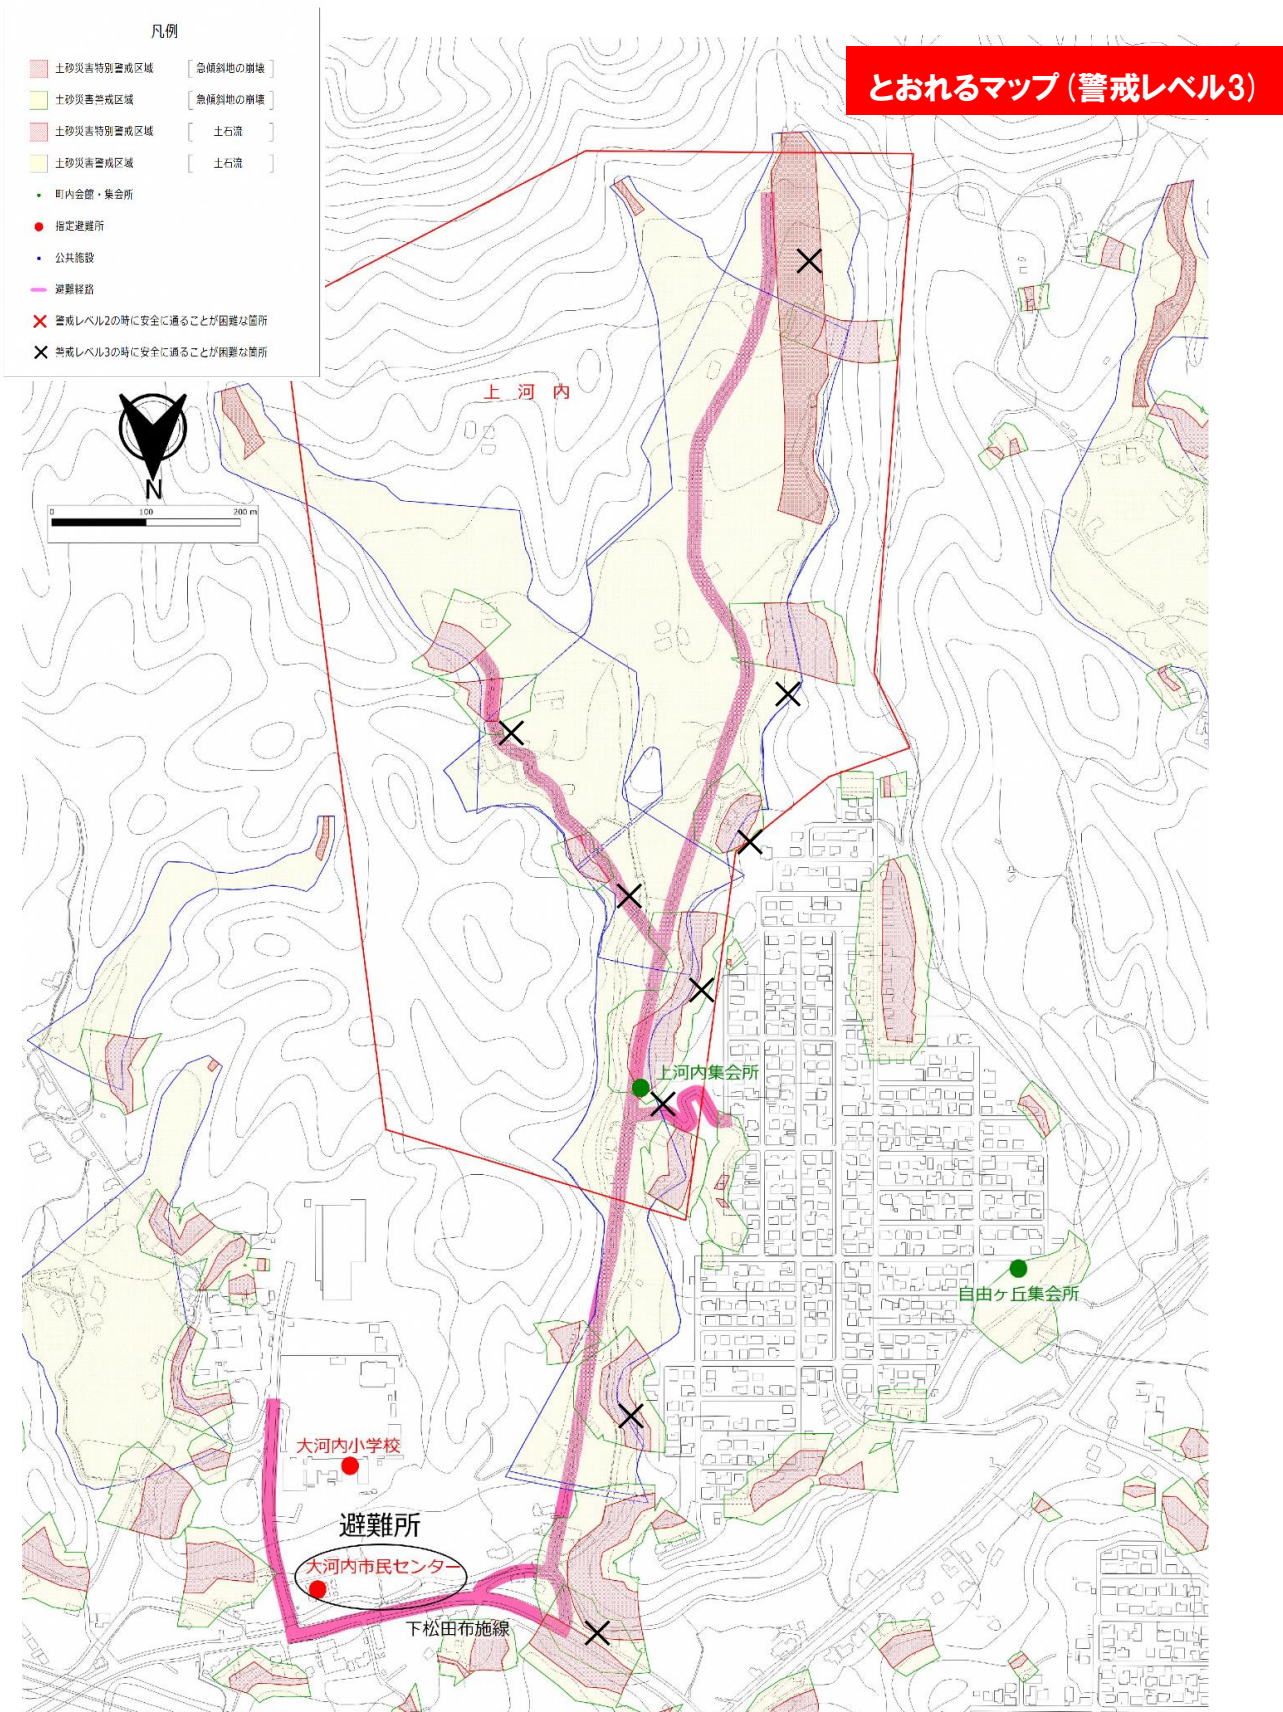 凡例
土砂災害特別警戒区域 [急傾斜地の崩壊]
土砂災害警戒区域 [急傾斜地の崩壊]
土砂災害特別警戒区域 [土石流]
土砂災害警戒区域 [土石流]
町内会館・集会所
指定避難所
公共施設
避難経路
警戒レベル2の時に安全に通ることが困難な箇所
警戒レベル3の時に安全に通ることが困難な箇所
とおれるマップ(警戒レベル3)
上河内
N
0 100 200 m
上河内集会所
自由ヶ丘集会所
大河内小学校
避難所
大河内市民センター
下松田布施線